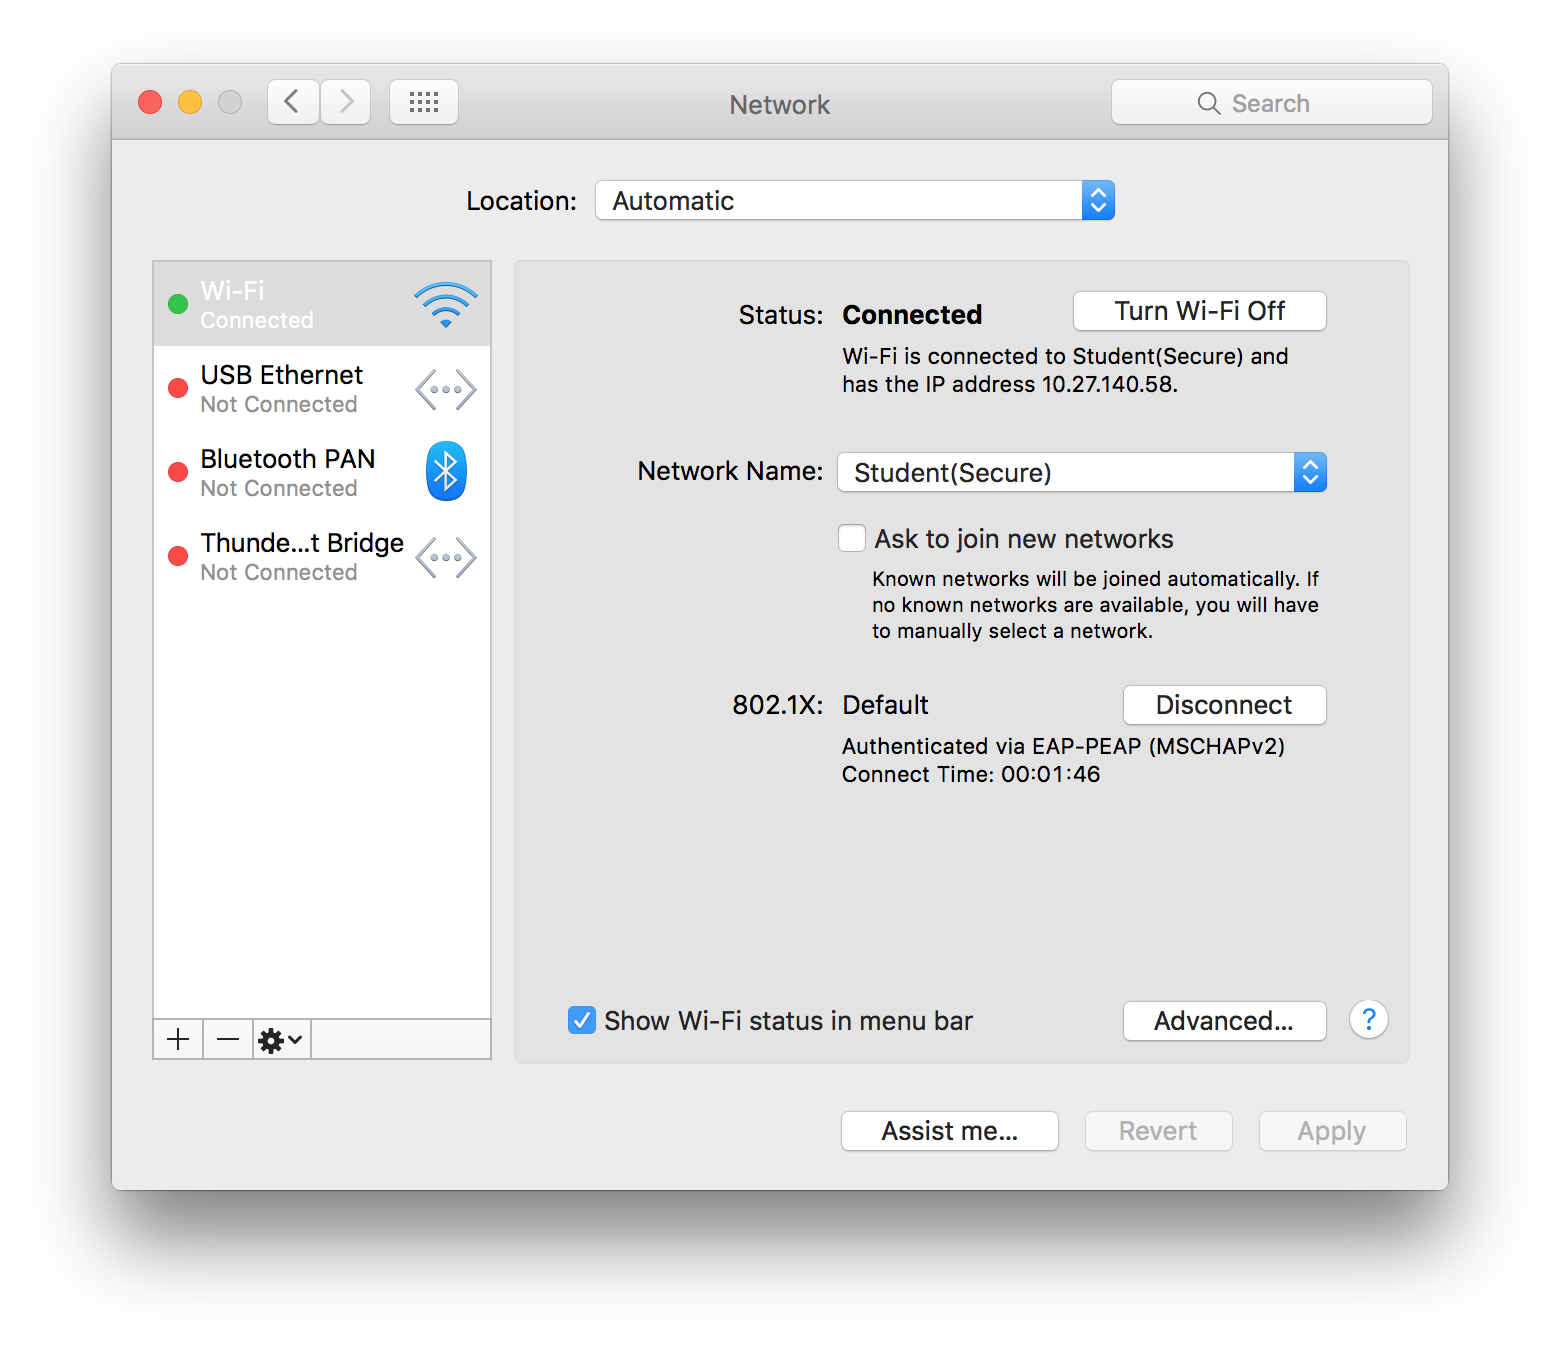 Network
Search
Location:
Automatic
Wi-Fi
Connected
USB Ethernet
Not Connected
Bluetooth PAN
Not Connected
Thunde...t Bridge
Not Connected
Status: Connected
Turn Wi-Fi Off
Wi-Fi is connected to Student(Secure) and
has the IP address 10.27.140.58.
Network Name: Student(Secure)
Ask to join new networks
Known networks will be joined automatically. If
no known networks are available, you will have
to manually select a network.
802.1X: Default
Disconnect
Authenticated via EAP-PEAP (MSCHAPv2)
Connect Time: 00:01:46
Show Wi-Fi status in menu bar
Advanced...
?
Assist me...
Revert
Apply